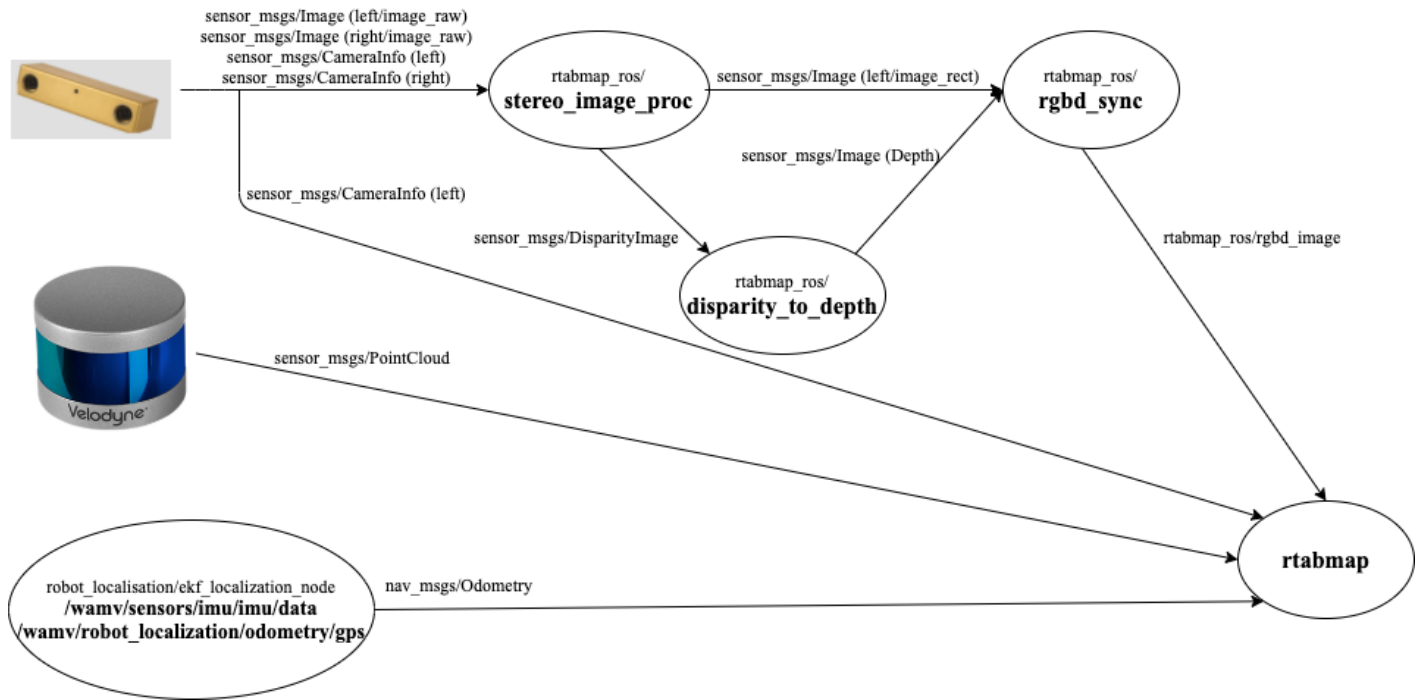 sensor_msgs/Image (left/image_raw)
sensor_msgs/Image (right/image_raw)
sensor_msgs/CameraInfo (left)
sensor_msgs/CameraInfo (right)
rtabmap_ros/
stereo_image_proc
sensor_msgs/Image (left/image_rect)
rtabmap_ros/
rgbd_sync
sensor_msgs/Image (Depth)
sensor_msgs/CameraInfo (left)
sensor_msgs/DisparityImage
rtabmap_ros/rgbd_image
rtabmap_ros/
disparity_to_depth
sensor_msgs/PointCloud
Velodyne
rtabmap
robot_localisation/ekf_localization_node
/wamv/sensors/imu/imu/data
/wamv/robot_localization/odometry/gps
nav_msgs/Odometry